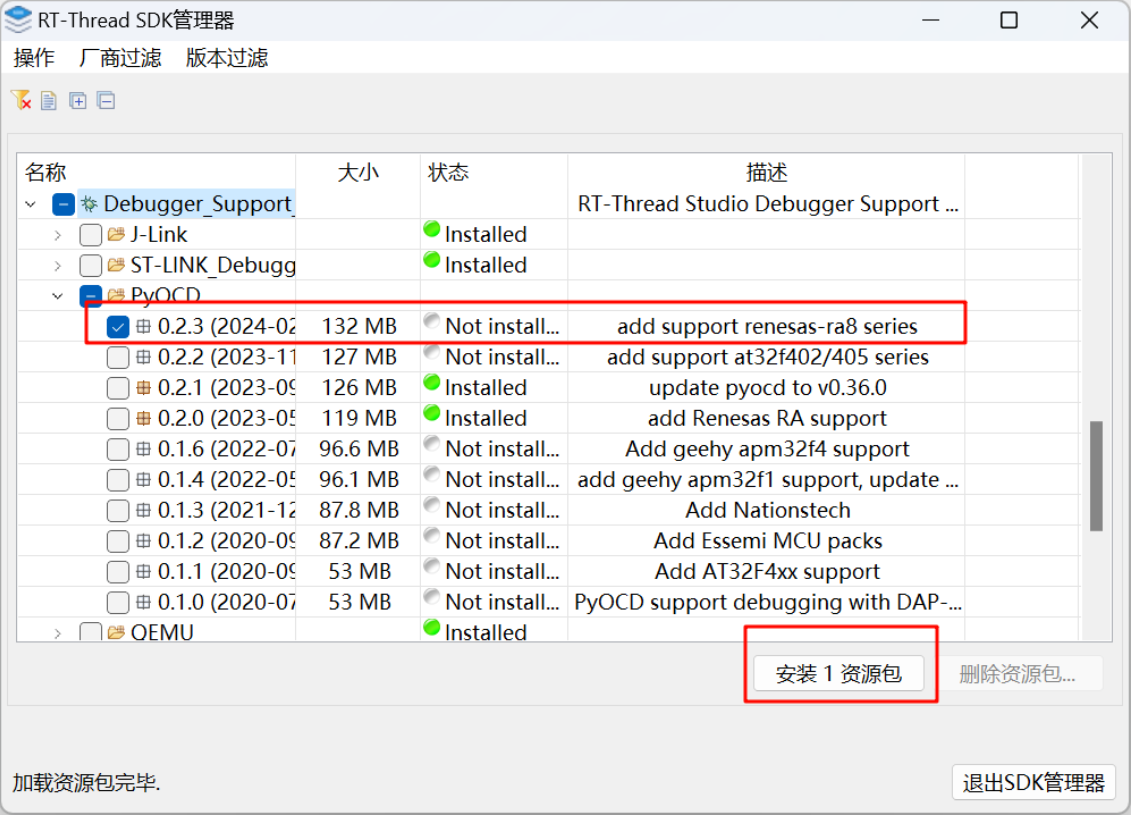 RT-Thread SDK管理器
操作 厂商过滤 版本过滤
名称 大小 状态 描述
Debugger_Support_ RT-Thread Studio Debugger Support ...
J-Link Installed
ST-LINK_Debugg Installed
PyOCD
0.2.3 (2024-02 132 MB Not install... add support renesas-ra8 series
0.2.2 (2023-11 127 MB Not install... add support at32f402/405 series
0.2.1 (2023-09 126 MB Installed update pyocd to v0.36.0
0.2.0 (2023-05 119 MB Installed add Renesas RA support
0.1.6 (2022-07 96.6 MB Not install... Add geehy apm32f4 support
0.1.4 (2022-05 96.1 MB Not install... add geehy apm32f1 support, update ...
0.1.3 (2021-12 87.8 MB Not install... Add Nationstech
0.1.2 (2020-09 87.2 MB Not install... Add Essemi MCU packs
0.1.1 (2020-09 53 MB Not install... Add AT32F4xx support
0.1.0 (2020-07 53 MB Not install... PyOCD support debugging with DAP-...
QEMU Installed
安装 1 资源包 删除资源包...
加载资源包完毕. 退出SDK管理器